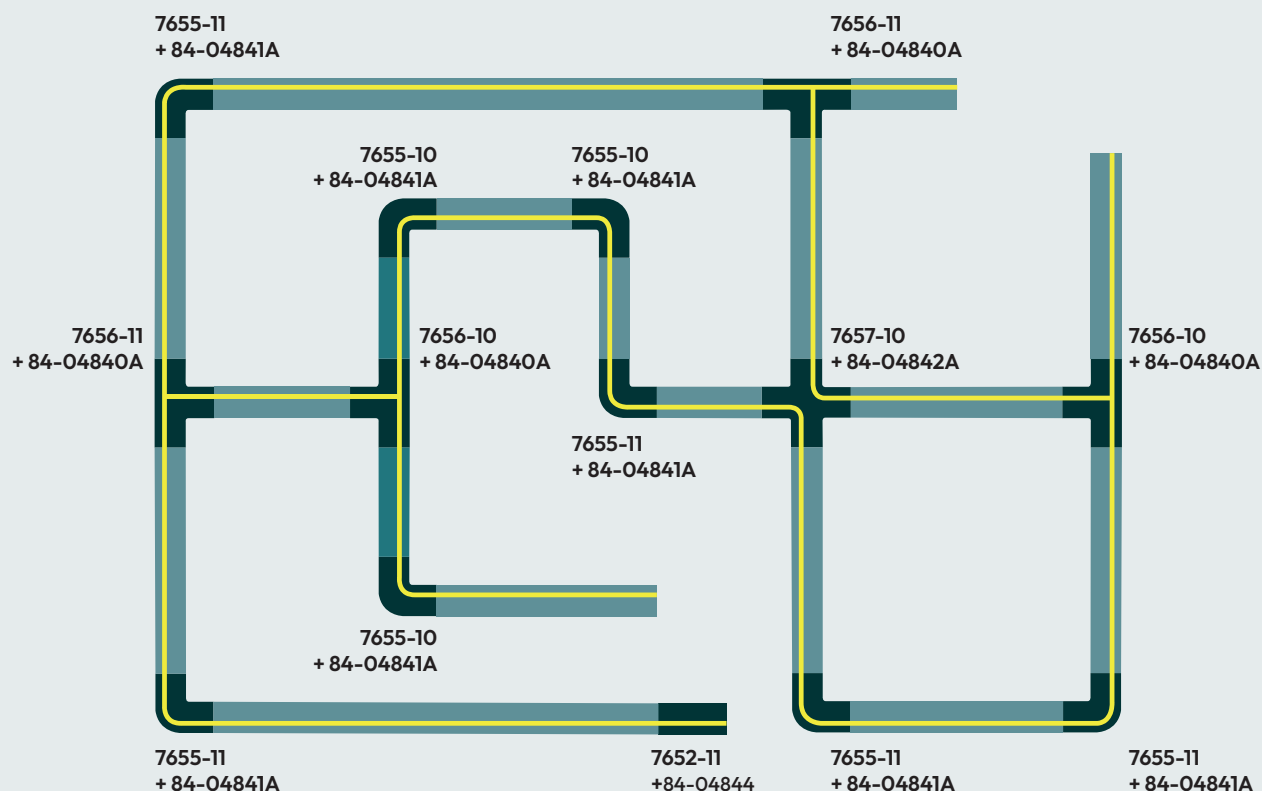 7655-11
+ 84-04841A
7656-11
+ 84-04840A
7655-10
+ 84-04841A
7655-10
+ 84-04841A
7656-11
+ 84-04840A
7656-10
+ 84-04840A
7657-10
+ 84-04842A
7656-10
+ 84-04840A
7655-11
+ 84-04841A
7655-10
+ 84-04841A
7655-11
+ 84-04841A
7652-11
+84-04844
7655-11
+ 84-04841A
7655-11
+ 84-04841A